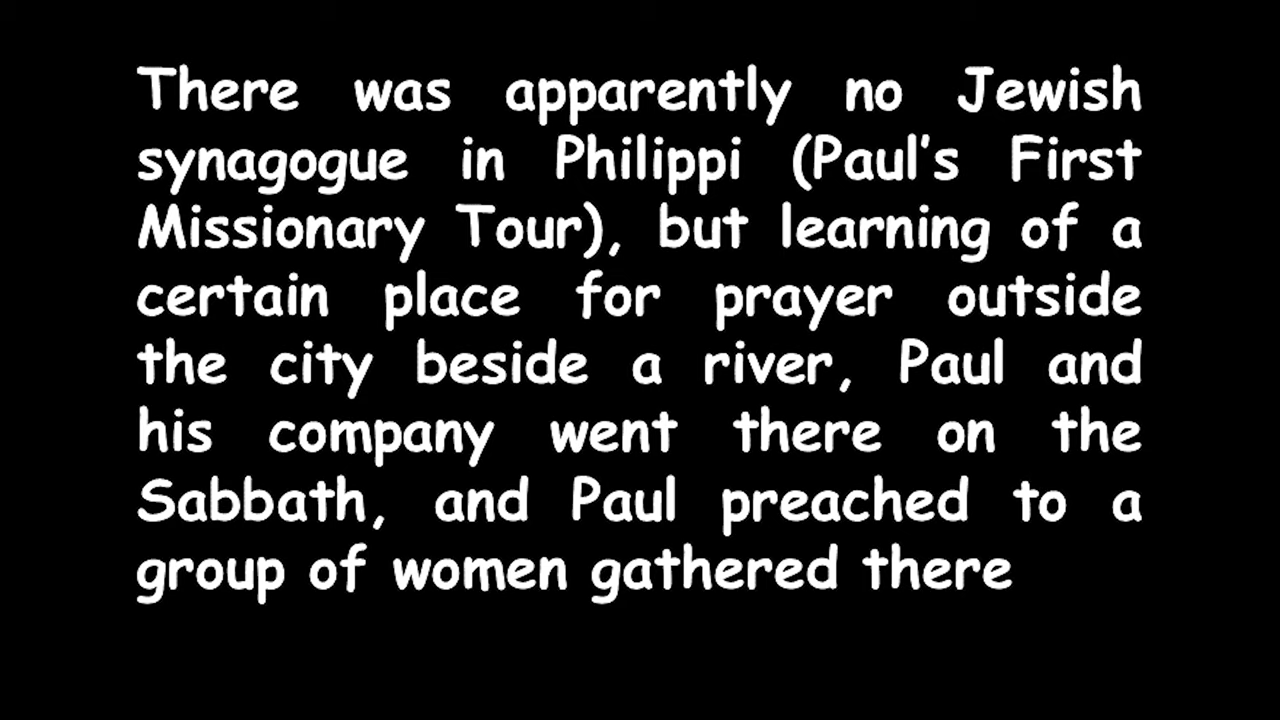 There was apparently no Jewish
synagogue in Philippi (Paul's First
Missionary Tour), but learning of a
certain place for prayer outside
the city beside a river, Paul and
his company went there on the
Sabbath, and Paul preached to a
group of women gathered there